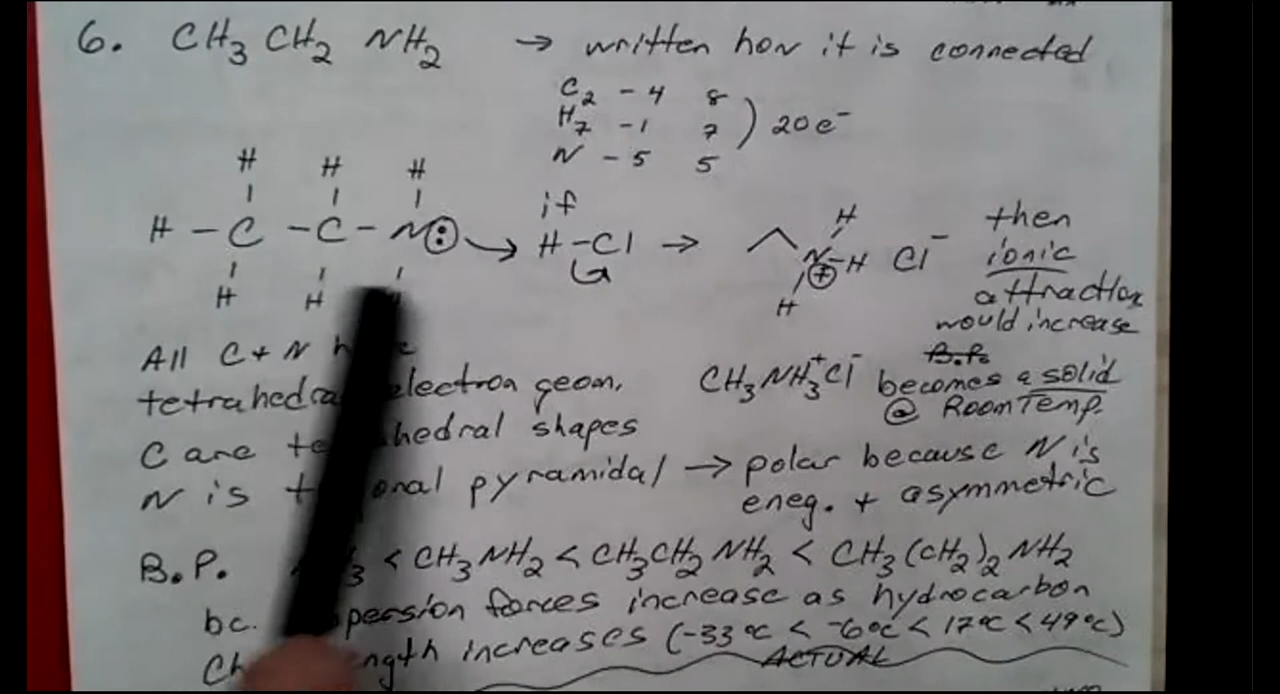 6. CH3 CH2 NH2 → written how it is connected
C2 - 4 8
H7 - 1 7 ) 20 e-
N - 5 5
H H H
H - C - C - N : → H - Cl → N - H Cl-
if
H
⊕
H
H H
then
ionic
attraction
would increase
B.P.
becomes a solid
@ Room Temp.
CH3NH3+Cl-
All C + N
tetrahedral electron geom.
C are shapes
N is pyramidal → polar because N is
eneg. + asymmetric
B.P. < CH3NH2 < CH3CH2NH2 < CH3(CH2)2NH2
bc. forces increase as hydrocarbon
increases (-33°C < -6°C < 17°C < 49°C)
ACTUAL